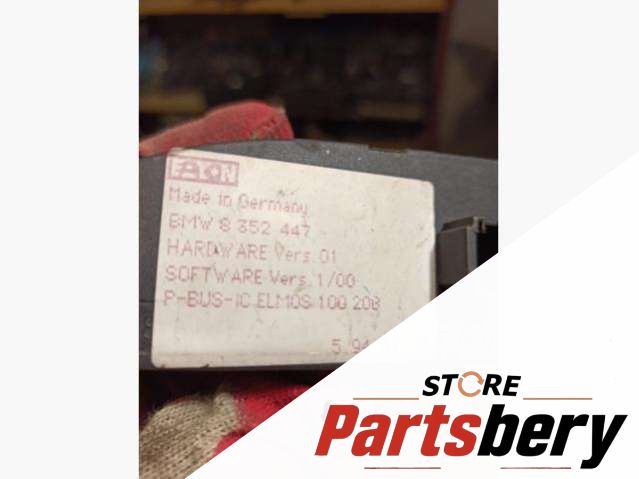 EATON
Made in Germany
BMW 8 352 447
HARDWARE Vers. 01
SOFTWARE Vers. 1/00
P-BUS-IC ELMOS 100 208
5.94
STORE
Partsbery